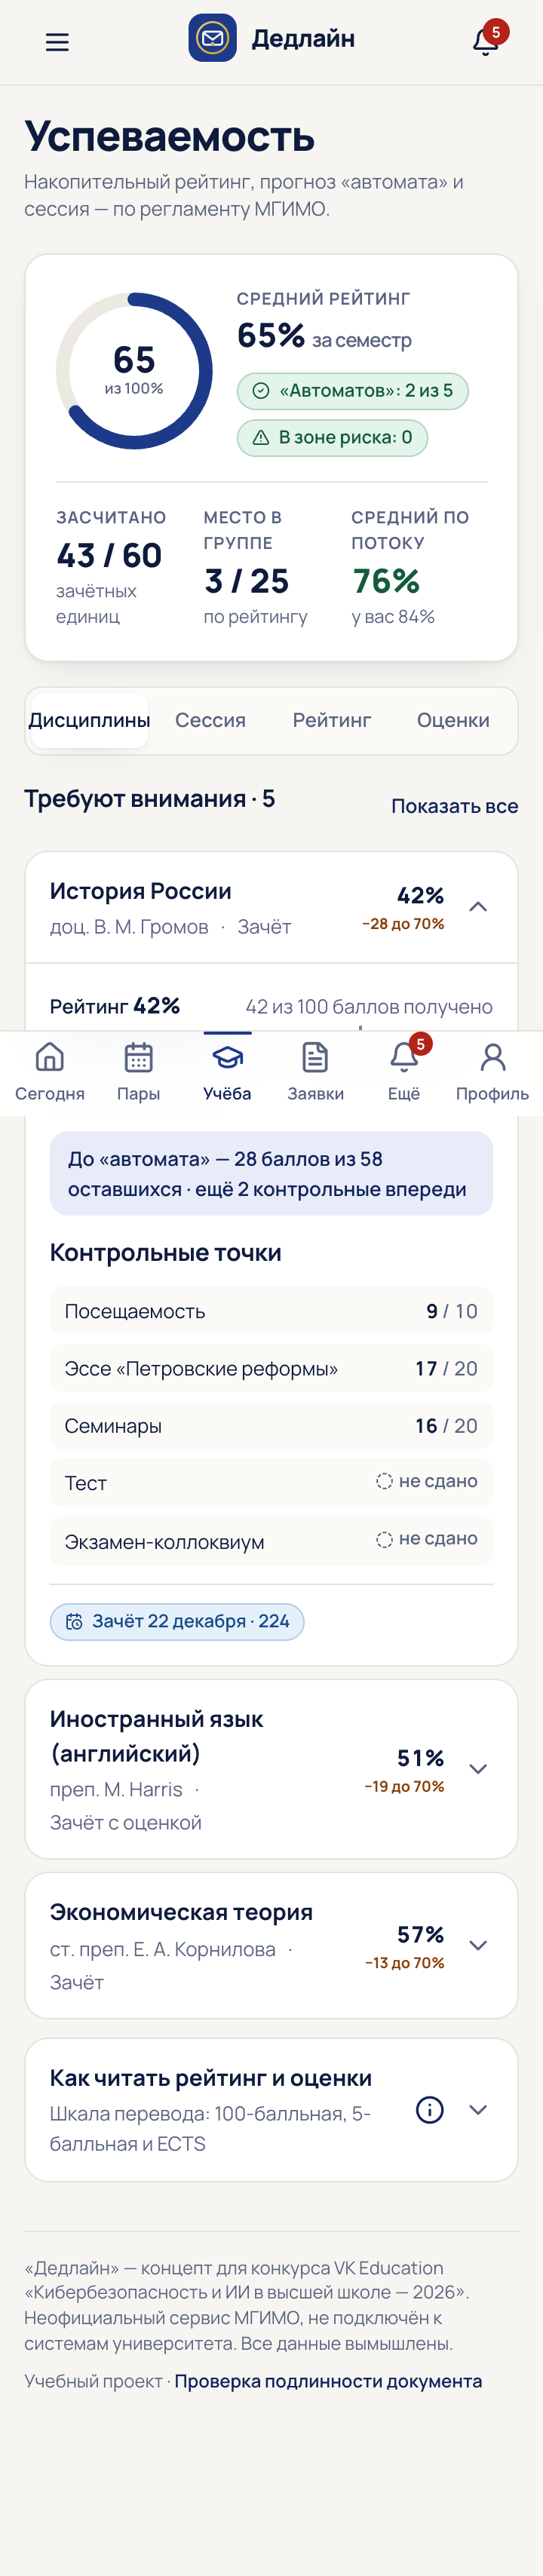 Дедлайн
5
Успеваемость
Накопительный рейтинг, прогноз «автомата» и
сессия — по регламенту МГИМО.
65
из 100%
СРЕДНИЙ РЕЙТИНГ
65% за семестр
«Автоматов»: 2 из 5
В зоне риска: 0
ЗАСЧИТАНО
43 / 60
зачётных
единиц
МЕСТО В
ГРУППЕ
3 / 25
по рейтингу
СРЕДНИЙ ПО
ПОТОКУ
76%
у вас 84%
Дисциплины
Сессия
Рейтинг
Оценки
Требуют внимания · 5
Показать все
История России
доц. В. М. Громов · Зачёт
42%
−28 до 70%
Рейтинг 42%
42 из 100 баллов получено
Сегодня
Пары
Учёба
Заявки
5
Ещё
Профиль
До «автомата» — 28 баллов из 58
оставшихся · ещё 2 контрольные впереди
Контрольные точки
Посещаемость 9 / 10
Эссе «Петровские реформы» 17 / 20
Семинары 16 / 20
Тест не сдано
Экзамен-коллоквиум не сдано
Зачёт 22 декабря · 224
Иностранный язык
(английский)
преп. M. Harris ·
Зачёт с оценкой
51%
−19 до 70%
Экономическая теория
ст. преп. Е. А. Корнилова ·
Зачёт
57%
−13 до 70%
Как читать рейтинг и оценки
Шкала перевода: 100-балльная, 5-
балльная и ECTS
«Дедлайн» — концепт для конкурса VK Education
«Кибербезопасность и ИИ в высшей школе — 2026».
Неофициальный сервис МГИМО, не подключён к
системам университета. Все данные вымышлены.
Учебный проект · Проверка подлинности документа